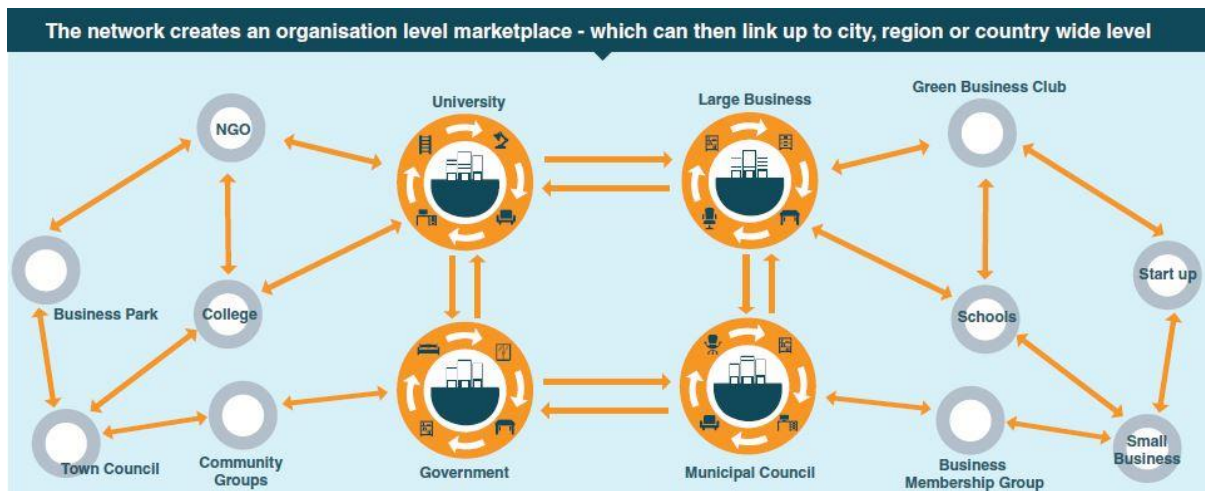 The network creates an organisation level marketplace - which can then link up to city, region or country wide level
Green Business Club
University
Large Business
NGO
Start up
Business Park
College
Schools
Town Council
Community
Groups
Government
Municipal Council
Business
Membership Group
Small
Business